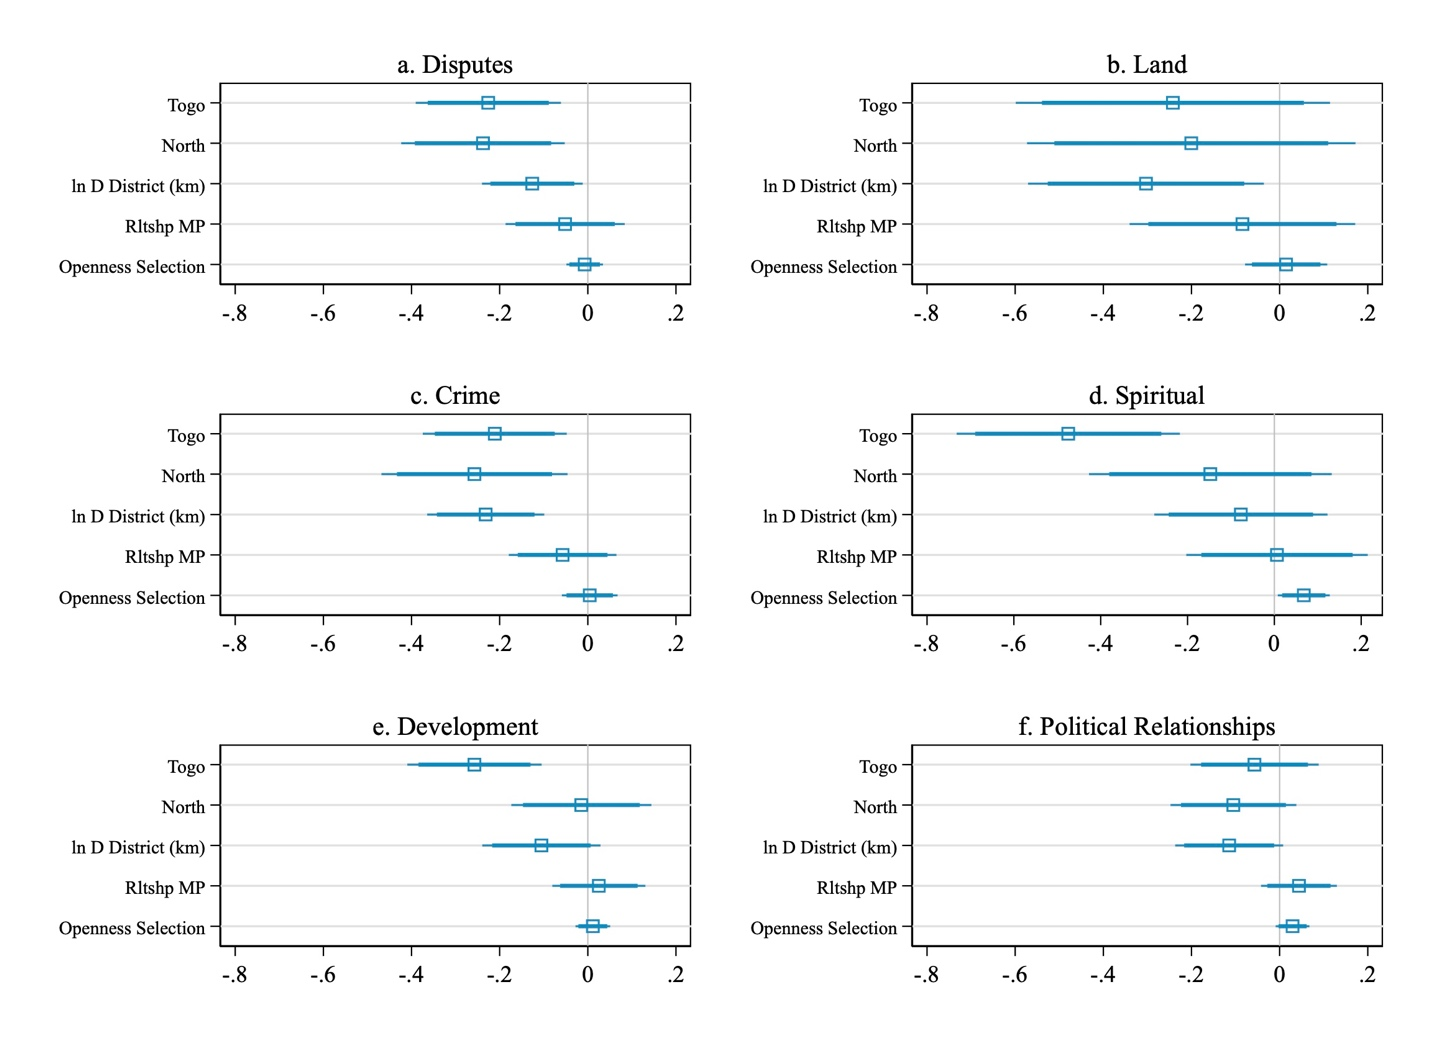 a. Disputes
Togo
North
ln D District (km)
Rltshp MP
Openness Selection
-.8 -.6 -.4 -.2 0 .2
b. Land
Togo
North
ln D District (km)
Rltshp MP
Openness Selection
-.8 -.6 -.4 -.2 0 .2
c. Crime
Togo
North
ln D District (km)
Rltshp MP
Openness Selection
-.8 -.6 -.4 -.2 0 .2
d. Spiritual
Togo
North
ln D District (km)
Rltshp MP
Openness Selection
-.8 -.6 -.4 -.2 0 .2
e. Development
Togo
North
ln D District (km)
Rltshp MP
Openness Selection
-.8 -.6 -.4 -.2 0 .2
f. Political Relationships
Togo
North
ln D District (km)
Rltshp MP
Openness Selection
-.8 -.6 -.4 -.2 0 .2